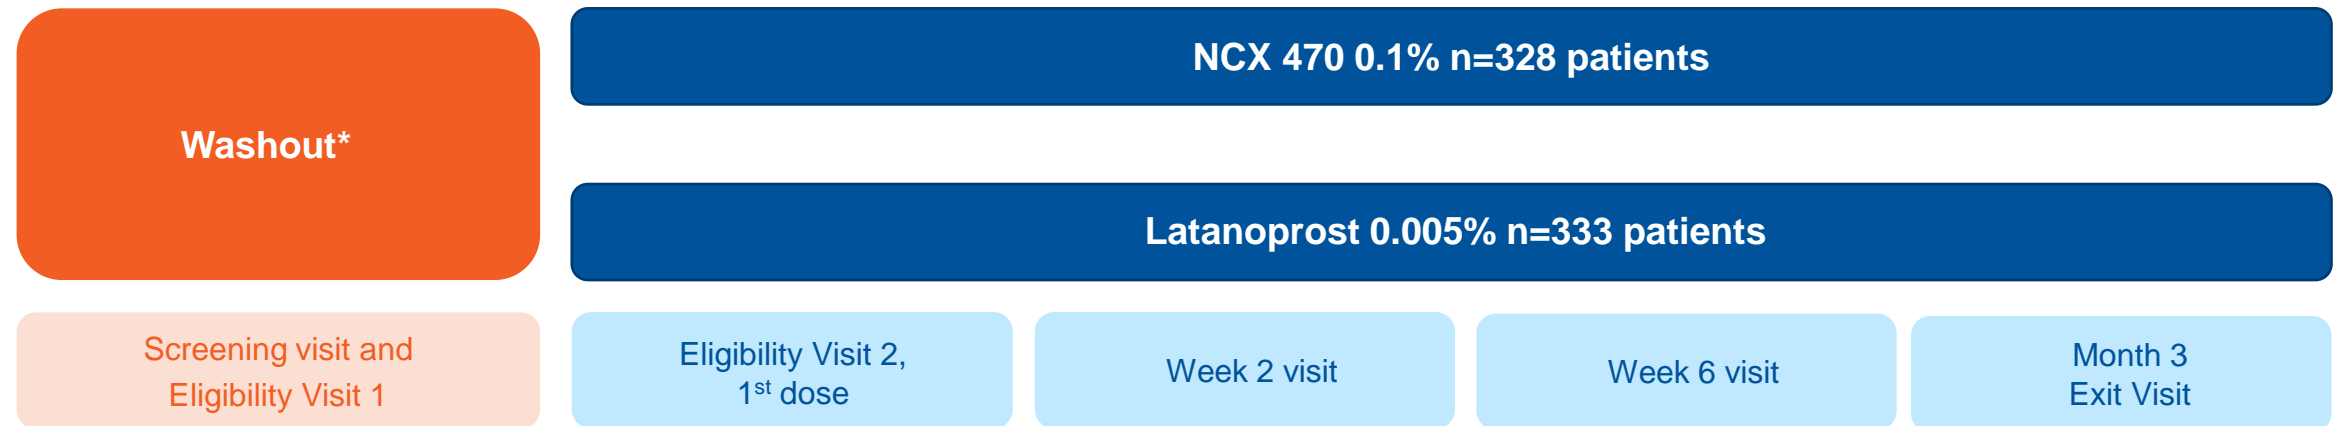 Washout*
NCX 470 0.1% n=328 patients
Latanoprost 0.005% n=333 patients
Screening visit and
Eligibility Visit 1
Eligibility Visit 2,
1st dose
Week 2 visit
Week 6 visit
Month 3
Exit Visit